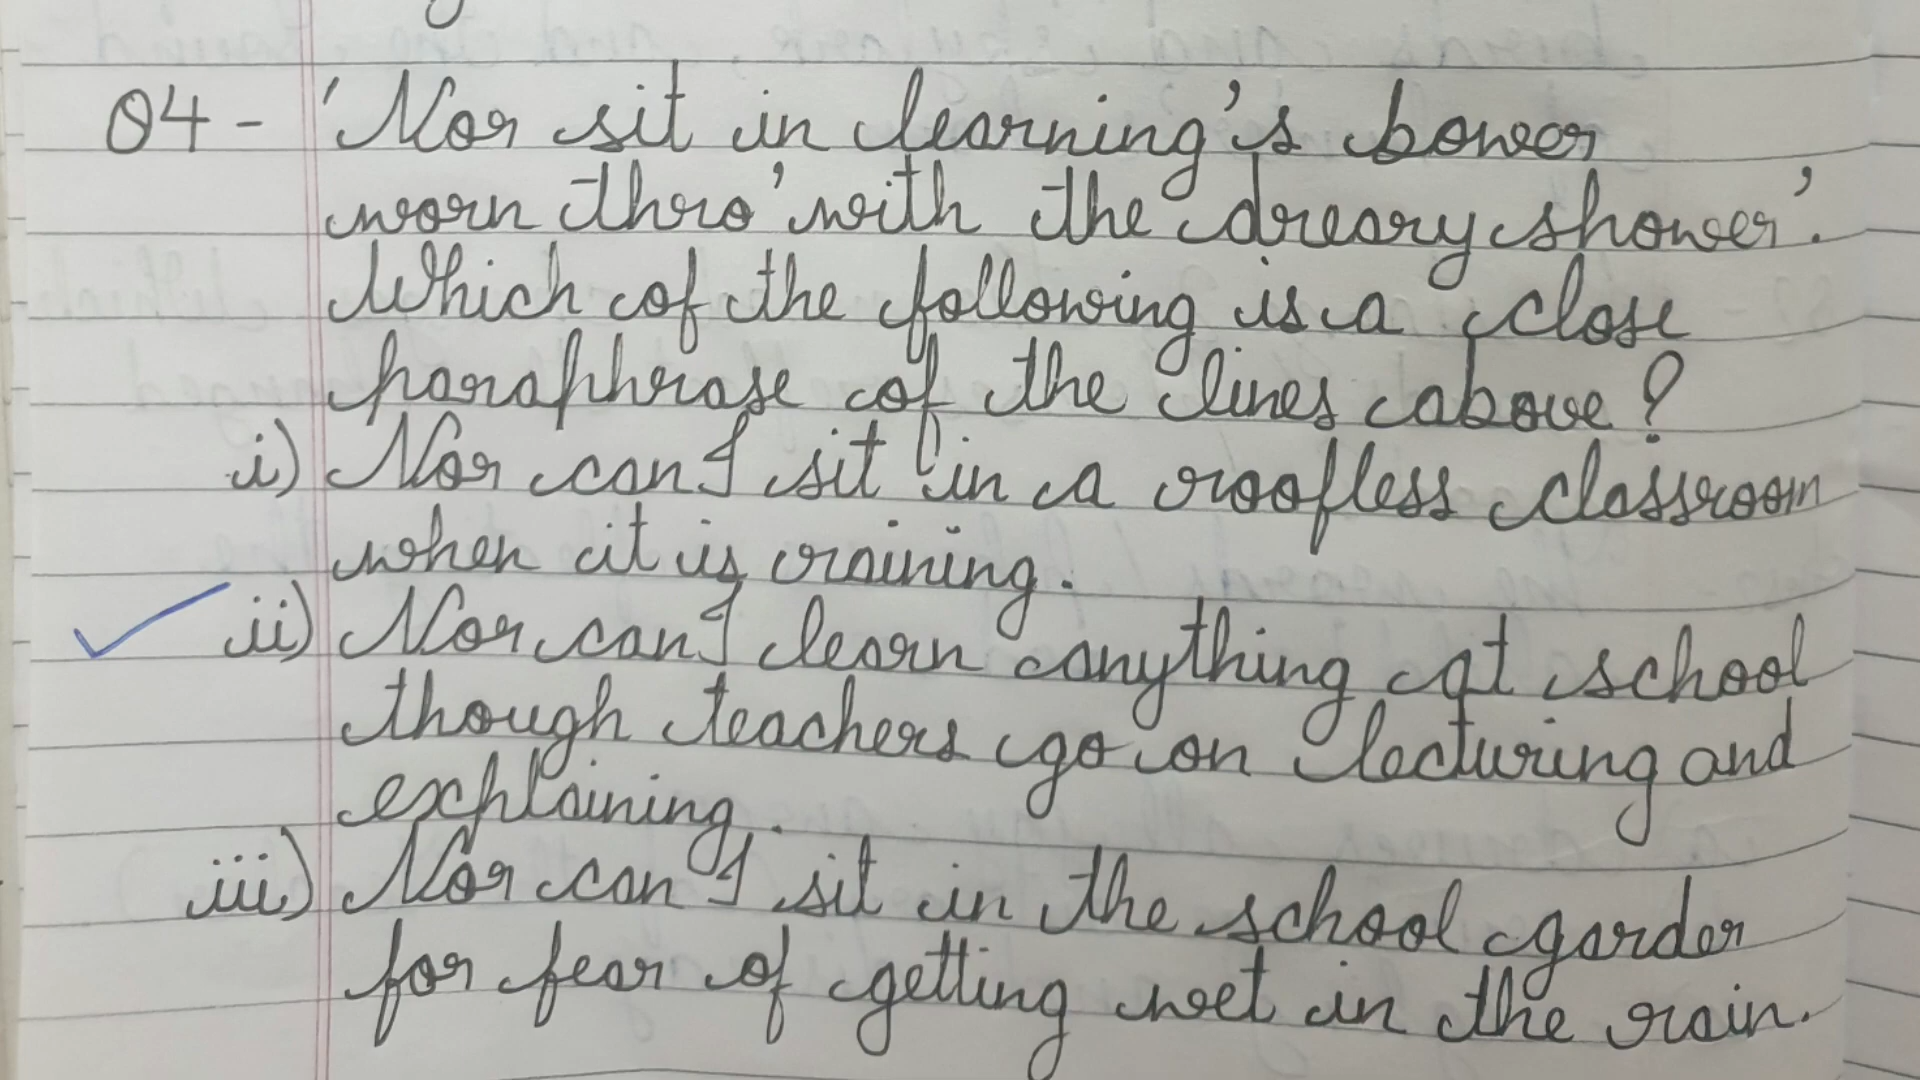 Q4 - 'Nor sit in learning's bower
worn thro' with the dreary shower'.
Which of the following is a close
paraphrase of the lines above?
i) Nor can I sit in a roofless classroom
when it is raining.
ii) Nor can I learn anything at school
though teachers go on lecturing and
explaining.
iii) Nor can I sit in the school garden
for fear of getting wet in the rain.